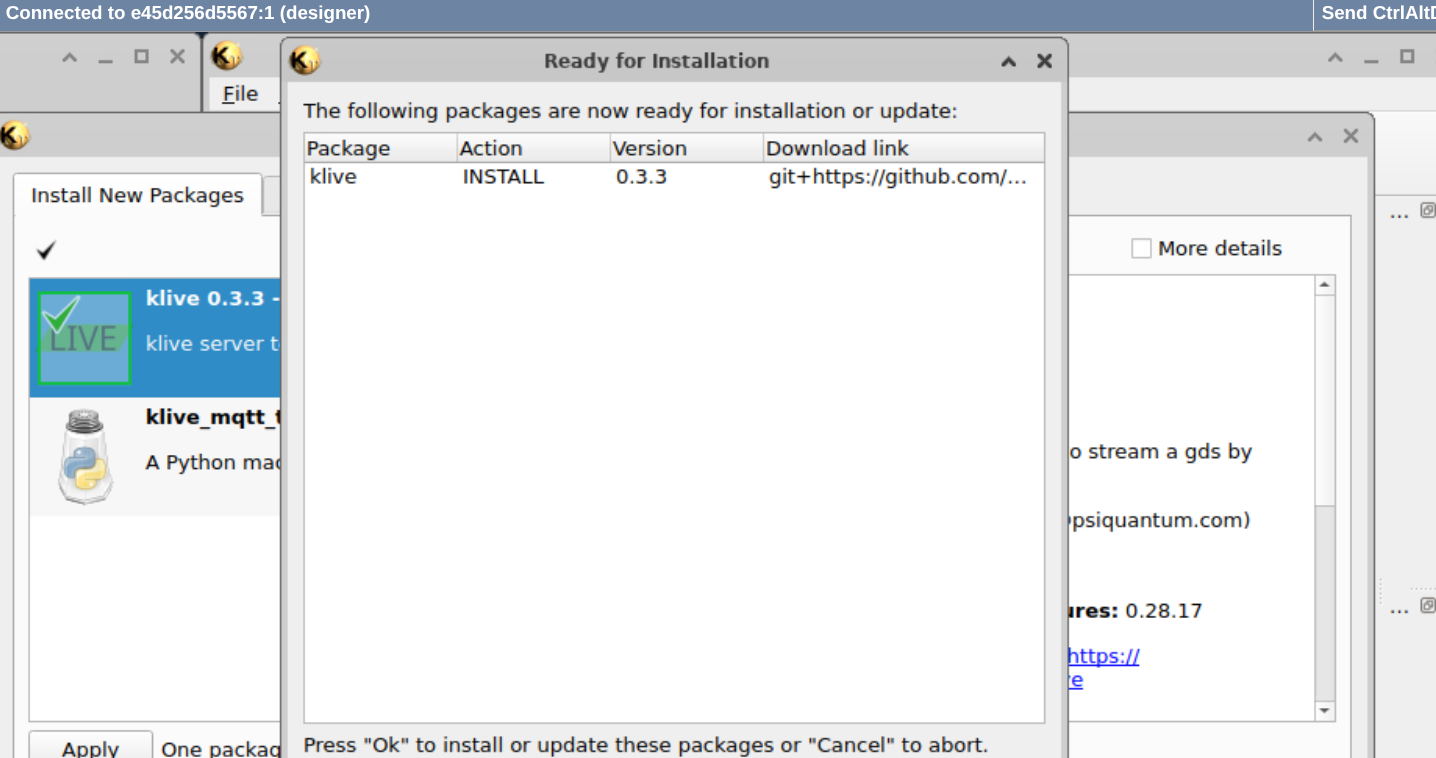 Connected to e45d256d5567:1 (designer)
Send CtrlAltD
Ready for Installation
File
The following packages are now ready for installation or update:
Package Action Version Download link
klive INSTALL 0.3.3 git+https://github.com/...
Install New Packages
More details
klive 0.3.3 -
LIVE
klive server t
klive_mqtt_t
A Python mac
o stream a gds by
psiquantum.com)
ures: 0.28.17
https://
re
...
...
Press "Ok" to install or update these packages or "Cancel" to abort.
Apply
One packag